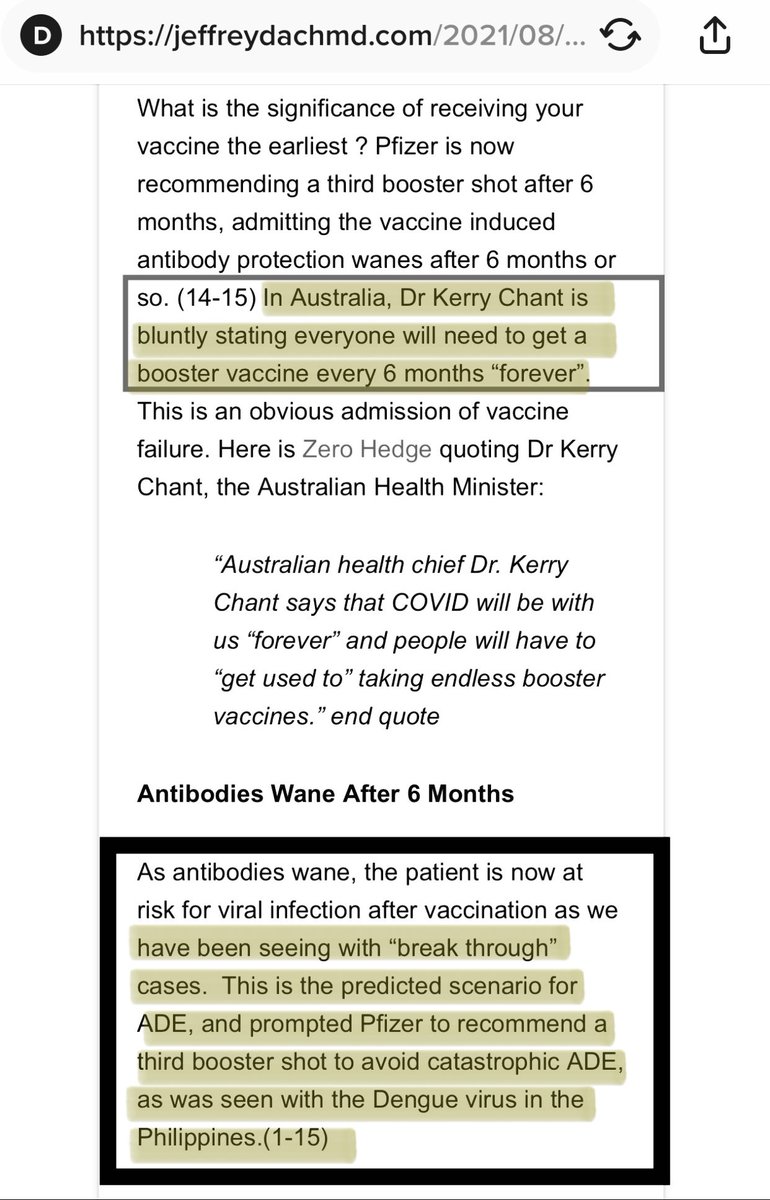 D https://jeffreydachmd.com/2021/08/...
What is the significance of receiving your
vaccine the earliest ? Pfizer is now
recommending a third booster shot after 6
months, admitting the vaccine induced
antibody protection wanes after 6 months or
so. (14-15) In Australia, Dr Kerry Chant is
bluntly stating everyone will need to get a
booster vaccine every 6 months “forever”.
This is an obvious admission of vaccine
failure. Here is Zero Hedge quoting Dr Kerry
Chant, the Australian Health Minister:
“Australian health chief Dr. Kerry
Chant says that COVID will be with
us “forever” and people will have to
“get used to” taking endless booster
vaccines.” end quote
Antibodies Wane After 6 Months
As antibodies wane, the patient is now at
risk for viral infection after vaccination as we
have been seeing with “break through”
cases.  This is the predicted scenario for
ADE, and prompted Pfizer to recommend a
third booster shot to avoid catastrophic ADE,
as was seen with the Dengue virus in the
Philippines.(1-15)